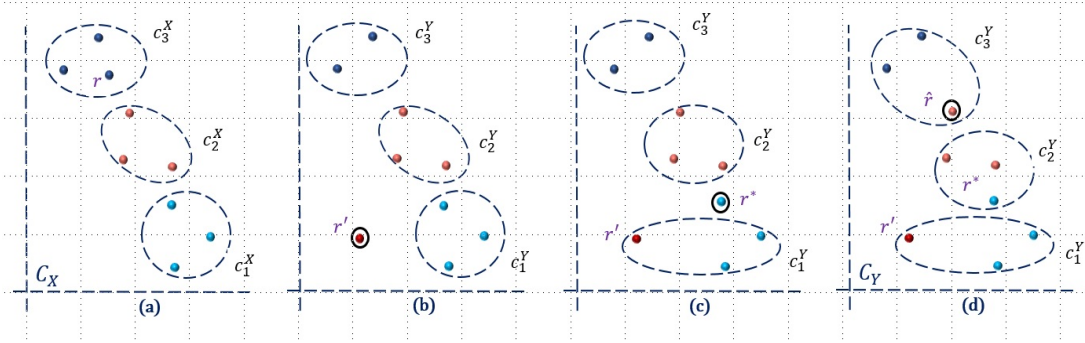 c_3^X
r
c_2^X
c_1^X
C_X
(a)
c_3^Y
c_2^Y
r'
c_1^Y
(b)
c_3^Y
c_2^Y
r*
r'
c_1^Y
(c)
c_3^Y
r̂
c_2^Y
r*
r'
c_1^Y
C_Y
(d)